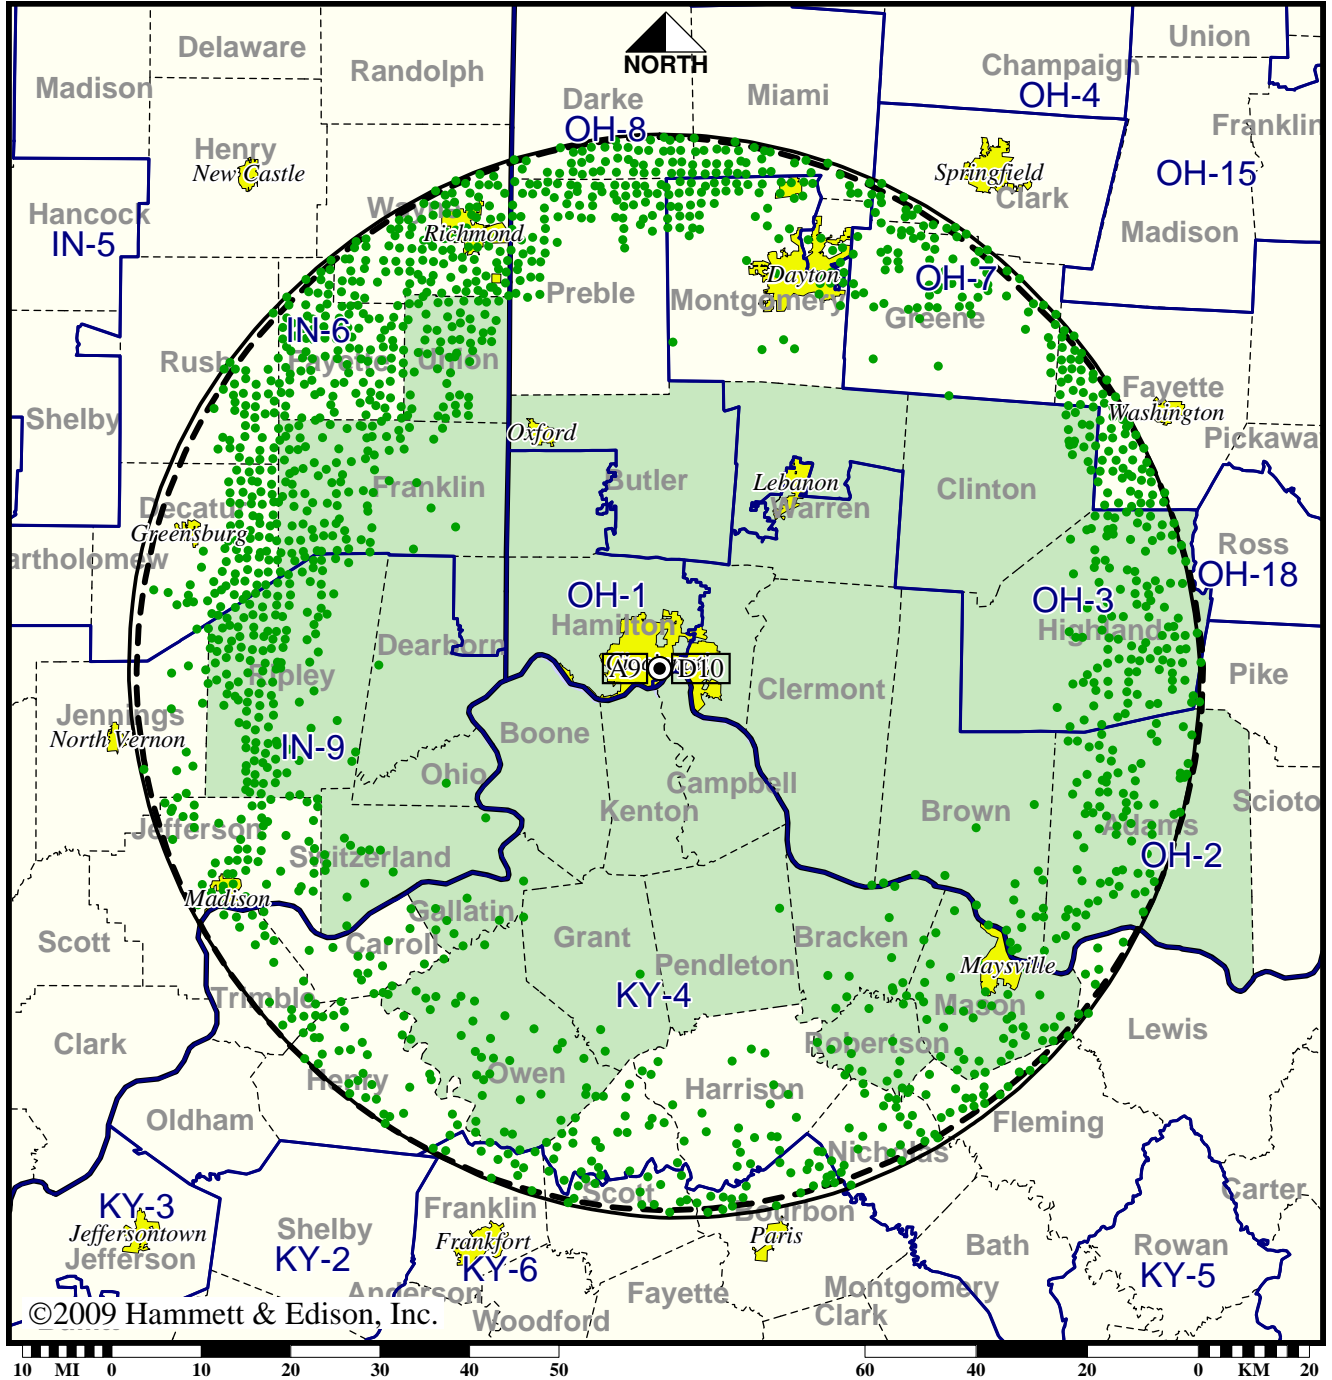 Union
Delaware
Randolph
Champaign
Madison
Darke
Miami
OH-4
NORTH
OH-8
Franklin
Henry
New Castle
Springfield
OH-15
Clark
Hancock
IN-5
Richmond
Madison
Dayton
OH-7
Preble
Montgomery
Greene
IN-6
Rush
Fayette
Union
Fayette
Washington
Shelby
Oxford
Pickawa
Butler
Lebanon
Warren
Clinton
Franklin
Decatu
Greensburg
artholomew
Ross
OH-18
OH-1
Hamilton
OH-3
Highland
Dearborn
A9
D10
Ripley
Clermont
Pike
Jennings
North Vernon
Boone
IN-9
Ohio
Campbell
Kenton
Brown
Scioto
Jefferson
Adams
Switzerland
OH-2
Madison
Gallatin
Carroll
Scott
Grant
Bracken
Pendleton
Maysville
KY-4
Trimble
Mason
Clark
Robertson
Lewis
Henry
Owen
Harrison
Oldham
Fleming
Nicholas
Scott
Carter
KY-3
Franklin
Bourbon
Jeffersontown
Shelby
Frankfort
Paris
Jefferson
KY-2
KY-6
Bath
Rowan
KY-5
Anderson
Fayette
Montgomery
Clark
Woodford
©2009 Hammett & Edison, Inc.
10 MI 0 10 20 30 40 50 60 40 20 0 KM 20